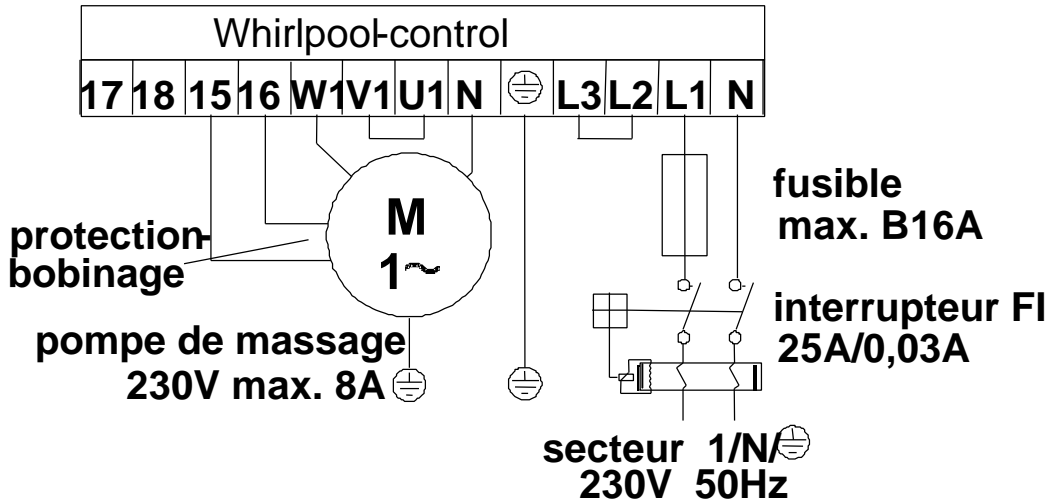 Whirlpool-control
17 18 15 16 W1 V1 U1 N L3 L2 L1 N
M
1~
protection-
bobinage
pompe de massage
230V max. 8A
fusible
max. B16A
interrupteur FI
25A/0,03A
secteur 1/N/
230V 50Hz